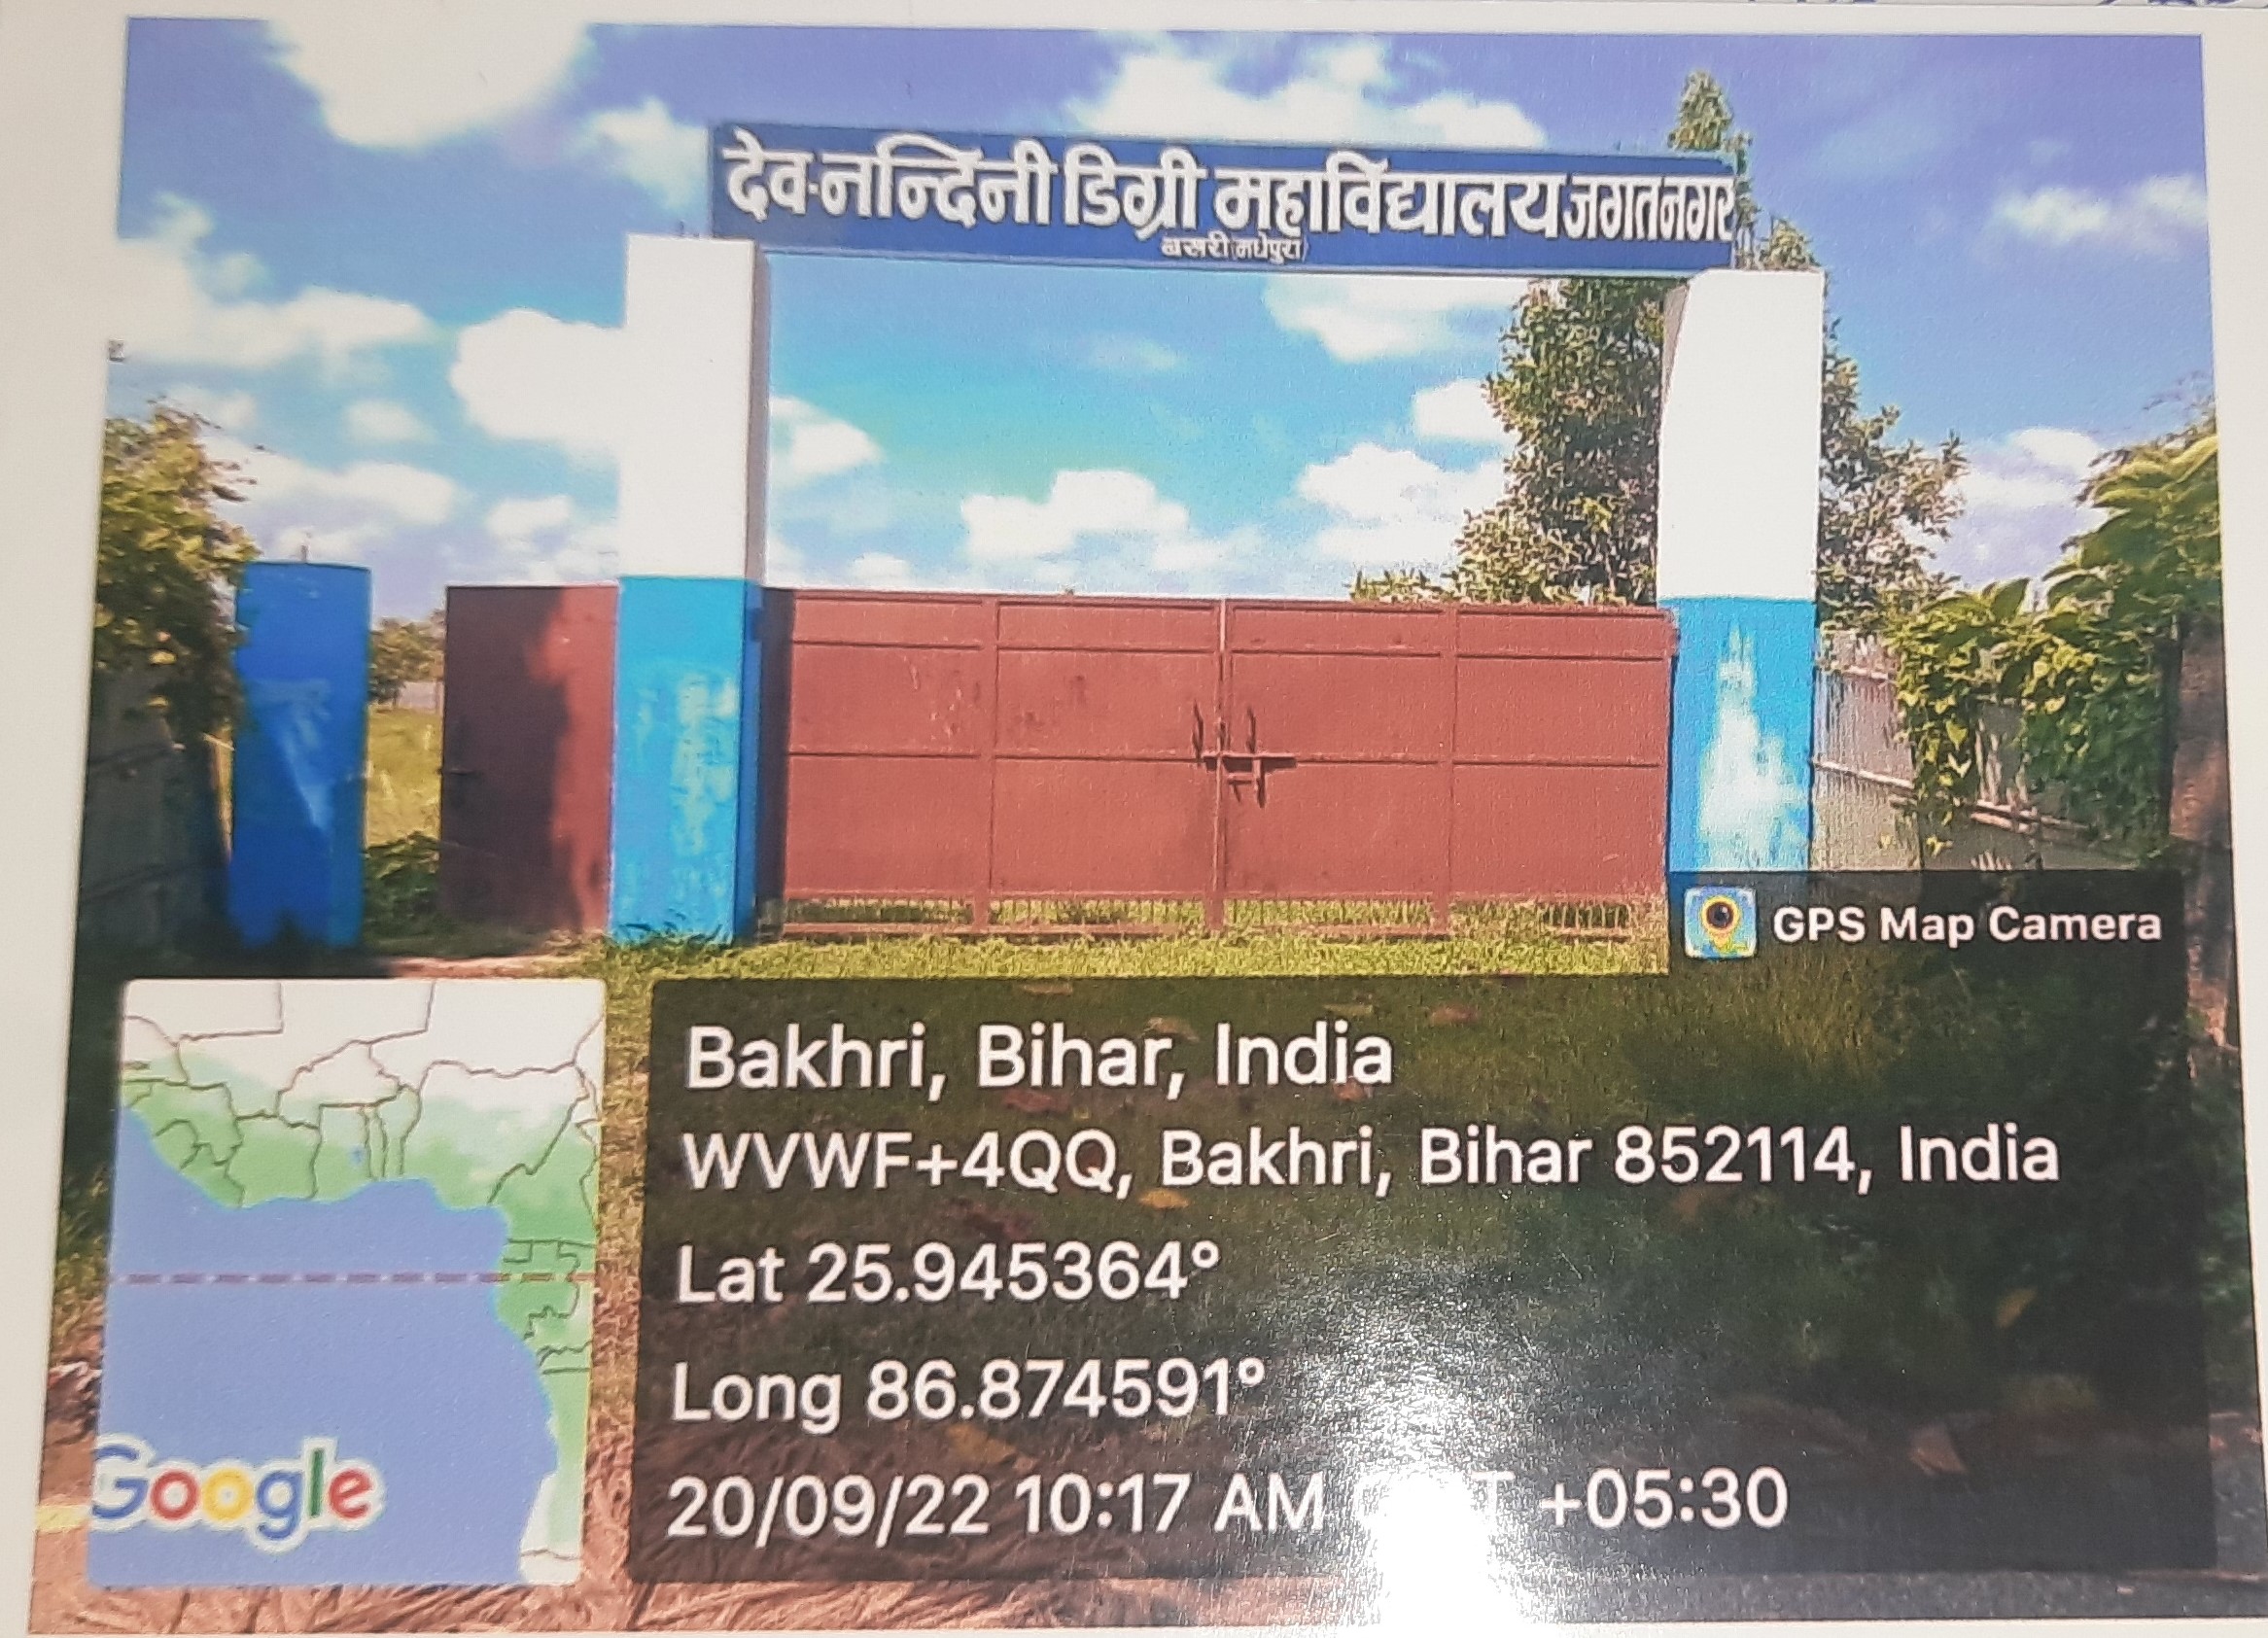 देव-नन्दिनी डिग्री महाविद्यालय जगतनगर
(मधेपुरा)
GPS Map Camera
Bakhri, Bihar, India
WVWF+4QQ, Bakhri, Bihar 852114, India
Lat 25.945364°
Long 86.874591°
20/09/22 10:17 AM +05:30
Google